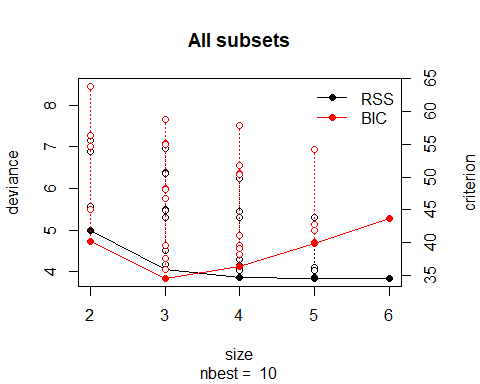 All subsets
RSS
BIC
deviance
4 5 6 7 8
criterion
35 40 45 50 55 60 65
2 3 4 5 6
size
nbest = 10